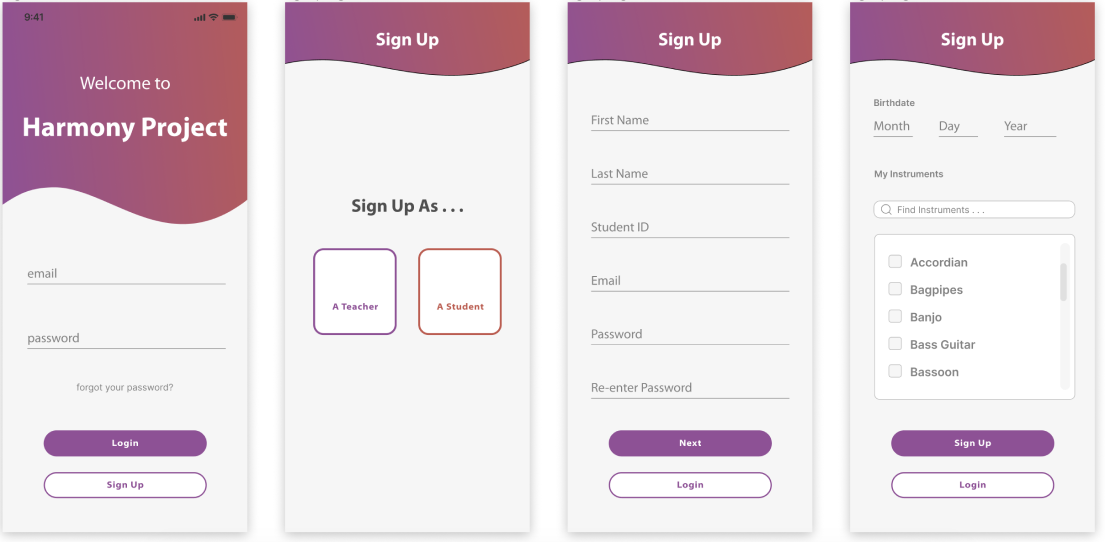 9:41
Welcome to
Harmony Project
email
password
forgot your password?
Login
Sign Up
Sign Up
Sign Up As . . .
A Teacher
A Student
Sign Up
First Name
Last Name
Student ID
Email
Password
Re-enter Password
Next
Login
Sign Up
Birthdate
Month Day Year
My Instruments
Find Instruments . . .
Accordian
Bagpipes
Banjo
Bass Guitar
Bassoon
Sign Up
Login